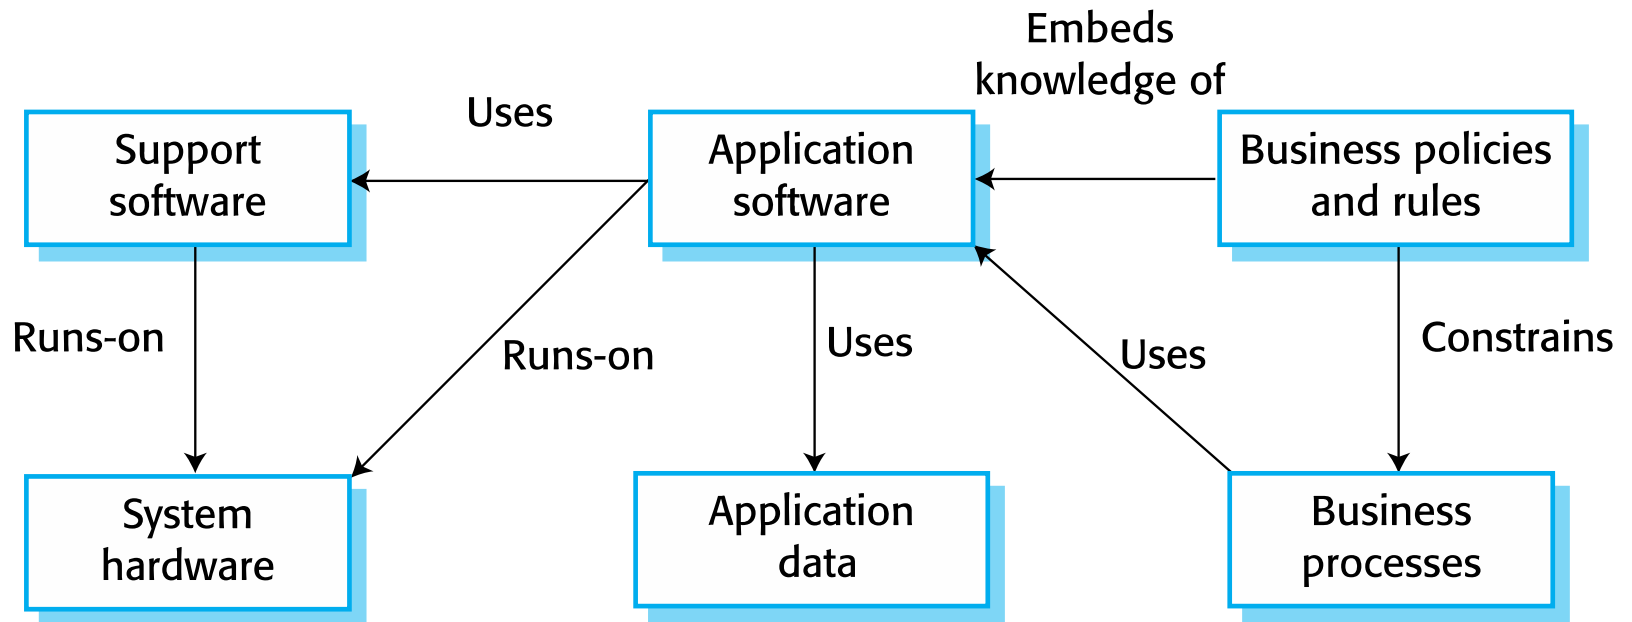 Embeds
knowledge of
Uses
Support
software
Application
software
Business policies
and rules
Runs-on
Runs-on
Uses
Uses
Constrains
System
hardware
Application
data
Business
processes